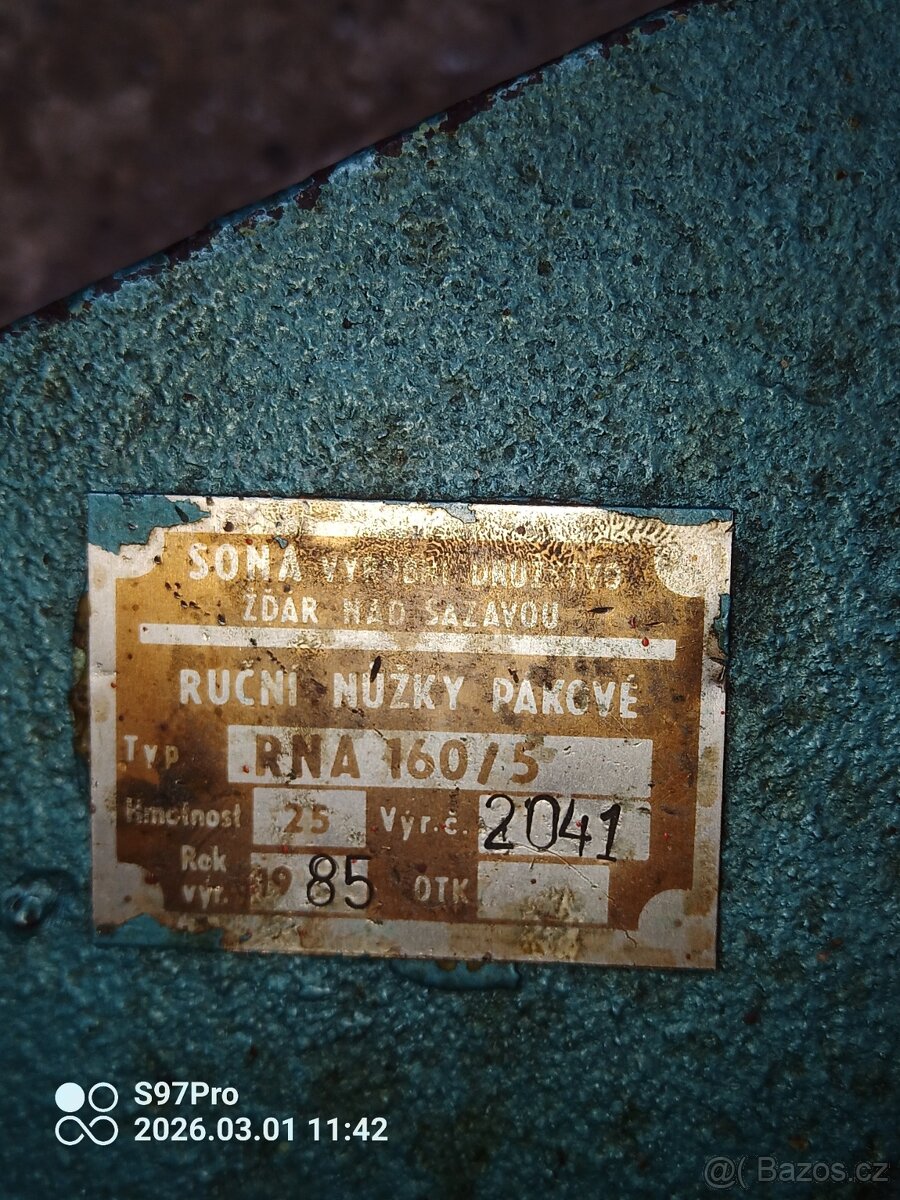 SONA VÝROBNÍ DRUŽSTVO
ŽĎÁR NAD SÁZAVOU
RUČNÍ NŮŽKY PÁKOVÉ
Typ RNA 160/5
Hmotnost 25 Výr.č. 2041
Rok
výr. 1985 OTK
S97Pro
2026.03.01 11:42
@( Bazos.cz